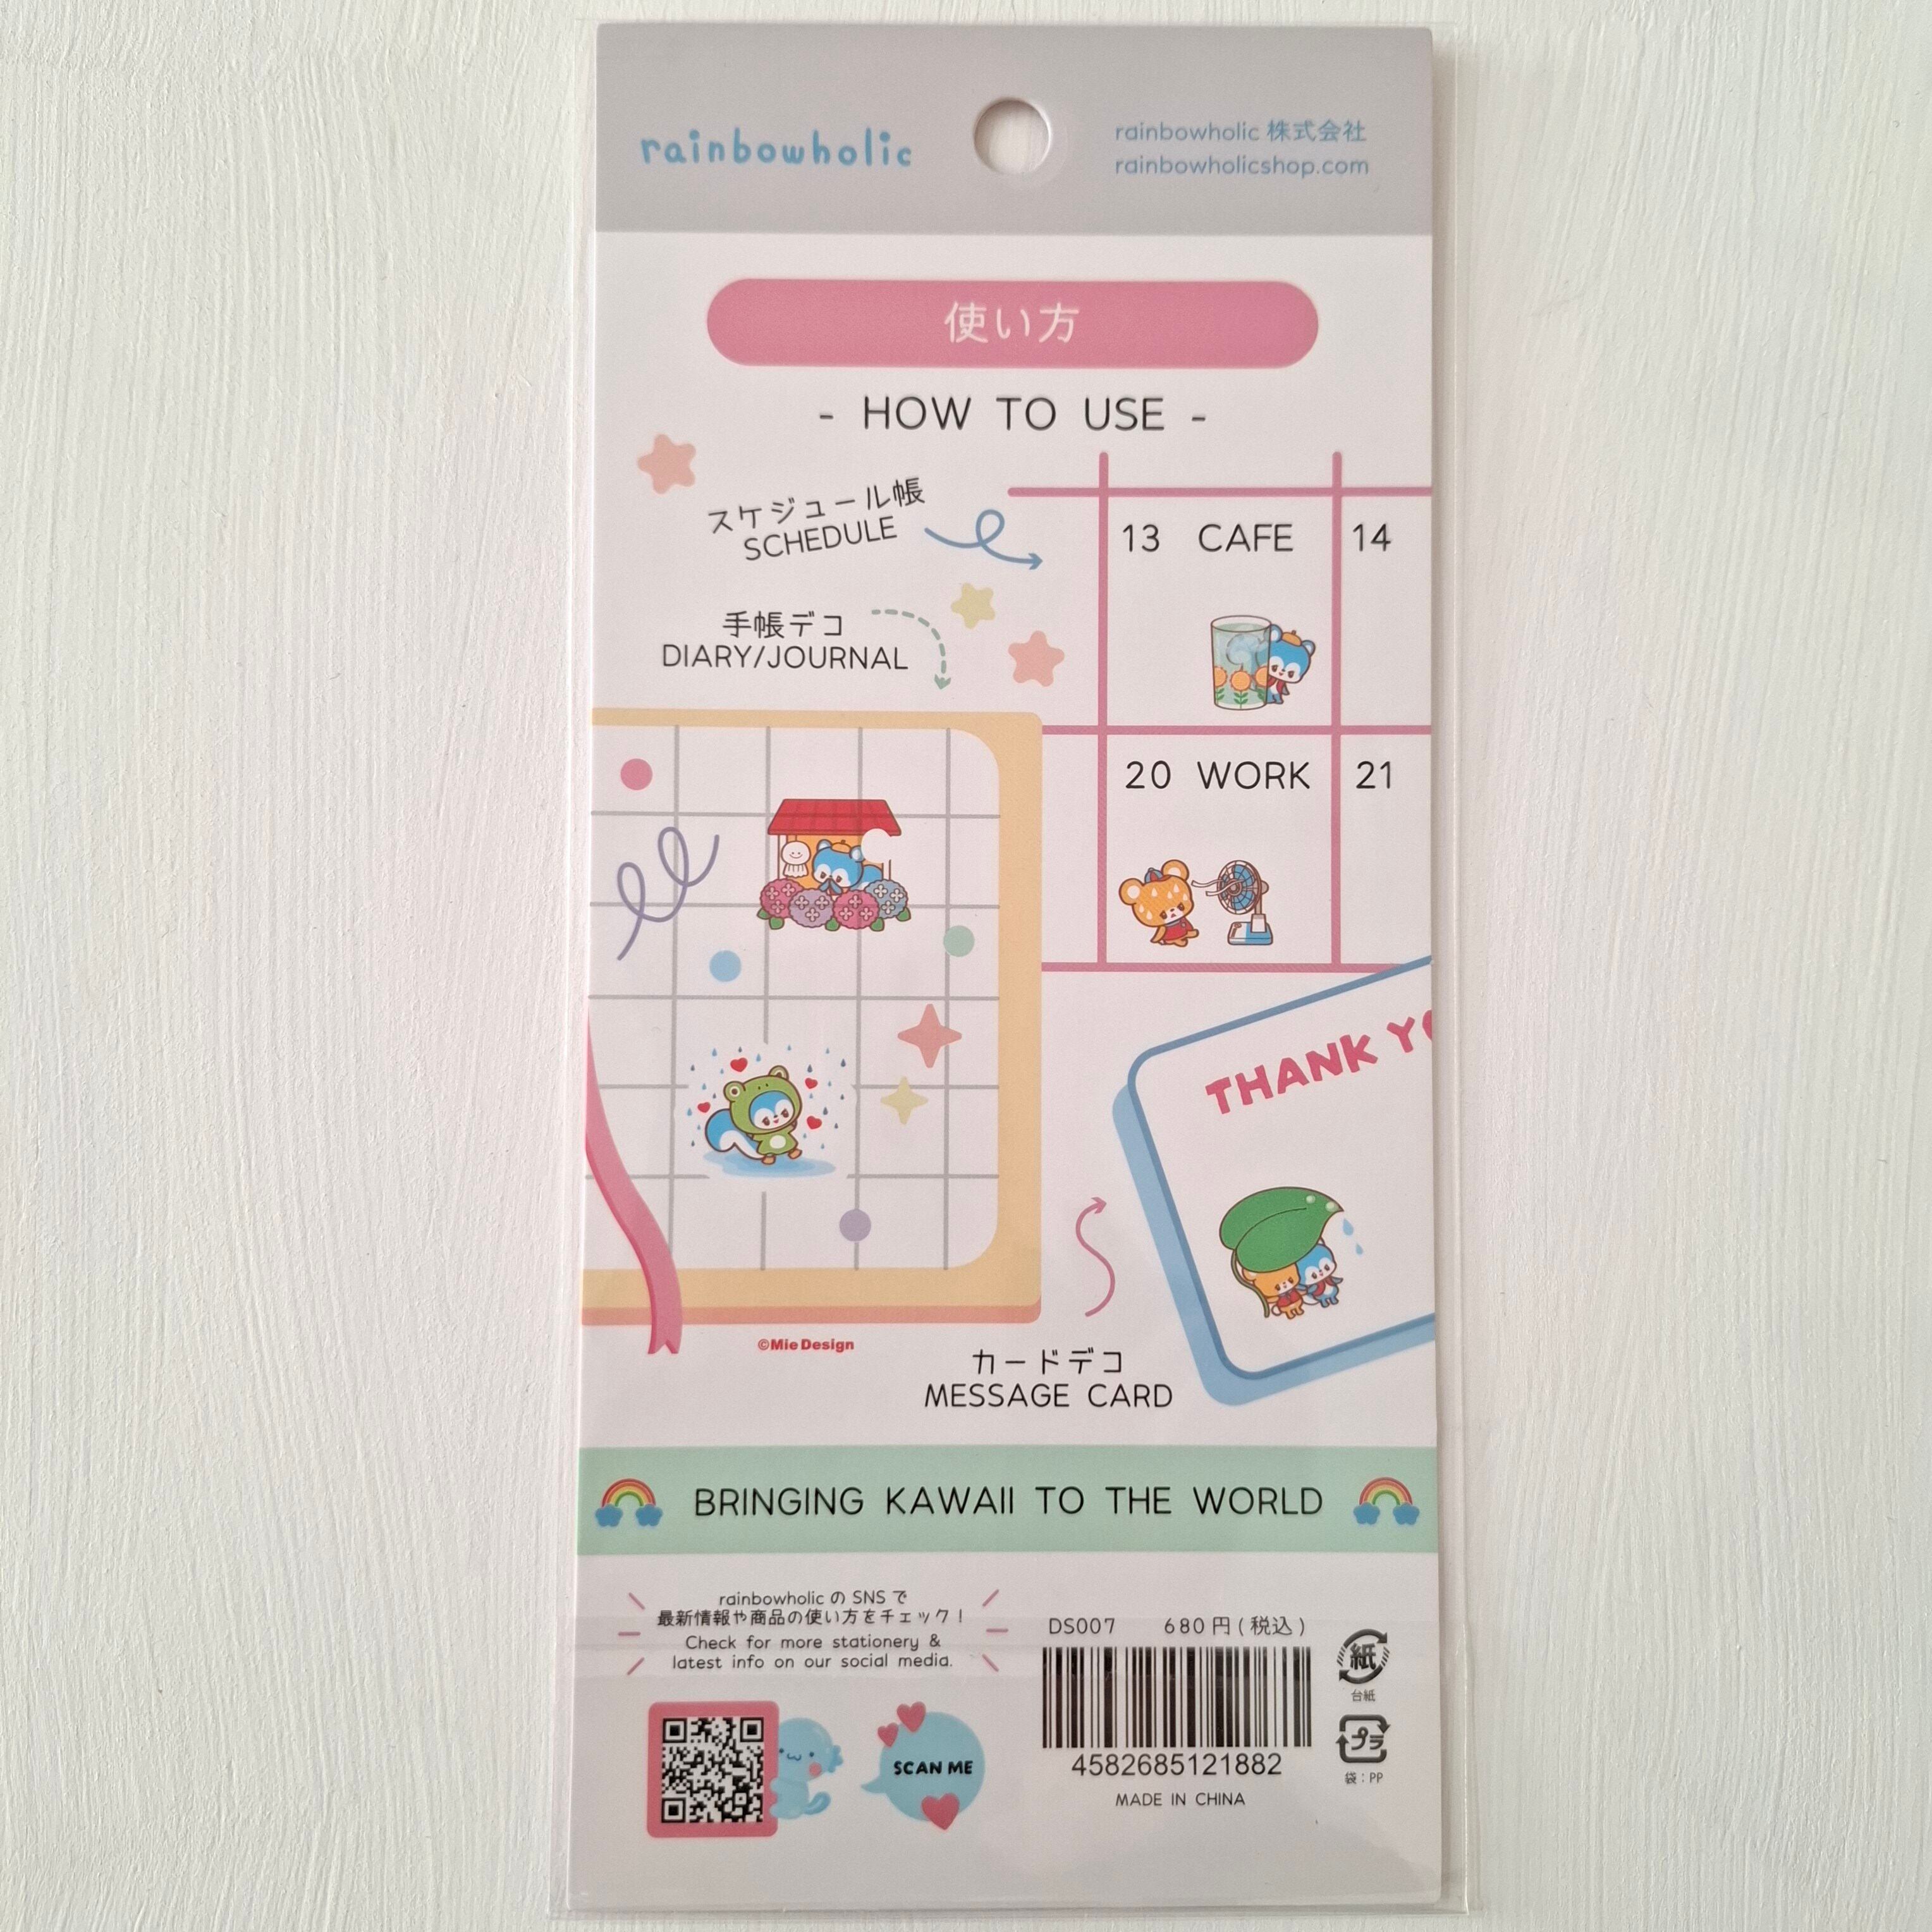 rainbowholic
rainbowholic 株式会社
rainbowholicshop.com
使い方
- HOW TO USE -
スケジュール帳
SCHEDULE
手帳デコ
DIARY/JOURNAL
13 CAFE 14
20 WORK 21
THANK YO
©Mie Design
カードデコ
MESSAGE CARD
BRINGING KAWAII TO THE WORLD
rainbowholic の SNS で
最新情報や商品の使い方をチェック！
Check for more stationery &
latest info on our social media.
SCAN ME
DS007 680円(税込)
4582685121882
MADE IN CHINA
紙
台紙
プラ
袋：PP